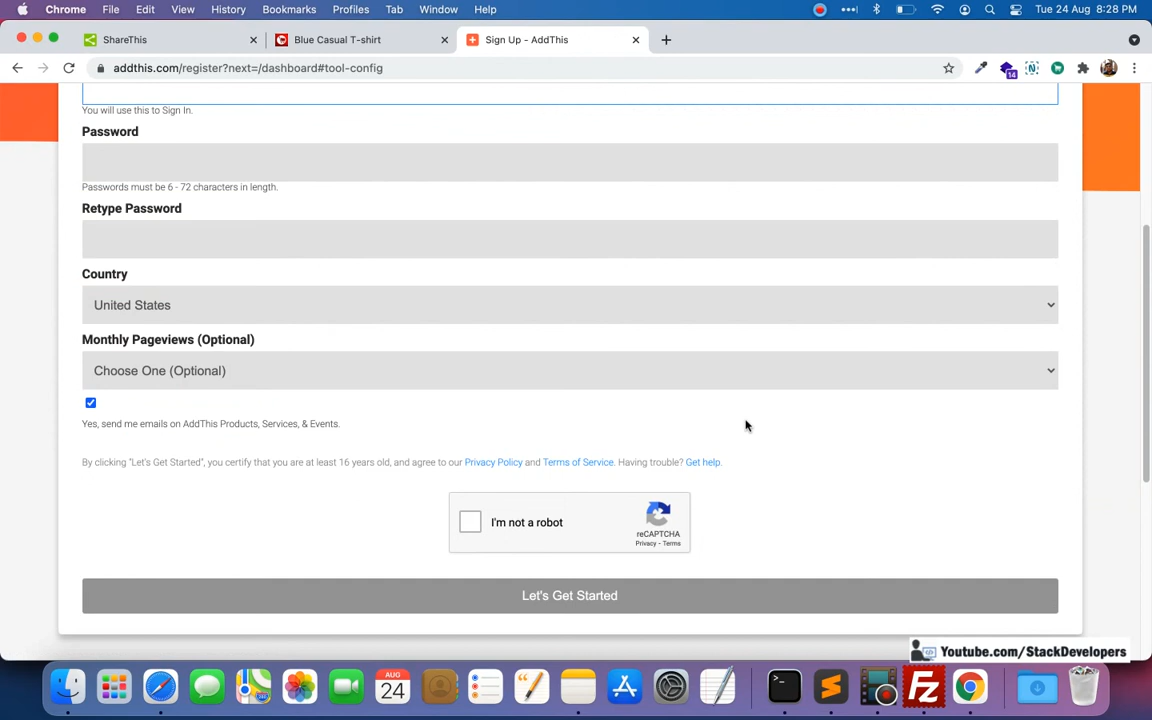 Chrome File Edit View History Bookmarks Profiles Tab Window Help Tue 24 Aug 8:28 PM
ShareThis Blue Casual T-shirt Sign Up - AddThis
addthis.com/register?next=/dashboard#tool-config
14
You will use this to Sign In.
Password
Passwords must be 6 - 72 characters in length.
Retype Password
Country
United States
Monthly Pageviews (Optional)
Choose One (Optional)
Yes, send me emails on AddThis Products, Services, & Events.
By clicking "Let's Get Started", you certify that you are at least 16 years old, and agree to our Privacy Policy and Terms of Service. Having trouble? Get help.
I'm not a robot
reCAPTCHA
Privacy - Terms
Let's Get Started
Youtube.com/StackDevelopers
AUG
24
Fz